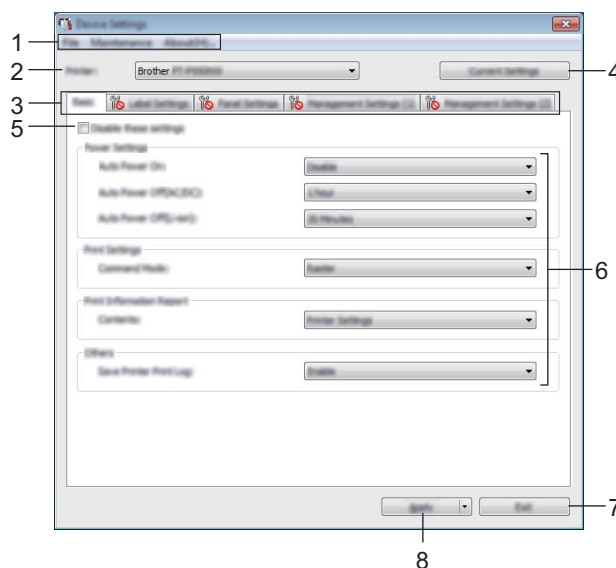 Device Settings
1
File Maintenance About(H)...
2
Printer:
Brother
Current Settings
4
3
Basic
Label Settings
Panel Settings
Management Settings (1)
Management Settings (2)
5
Disable these settings
Power Settings
Auto Power On:
Disable
Auto Power Off(AC/DC):
1 hour
Auto Power Off(Li-ion):
30 Minutes
Print Settings
Command Mode:
Raster
6
Print Information Report
Contents:
Printer Settings
Others
Save Printer Print Log:
Enable
Apply
Exit
7
8